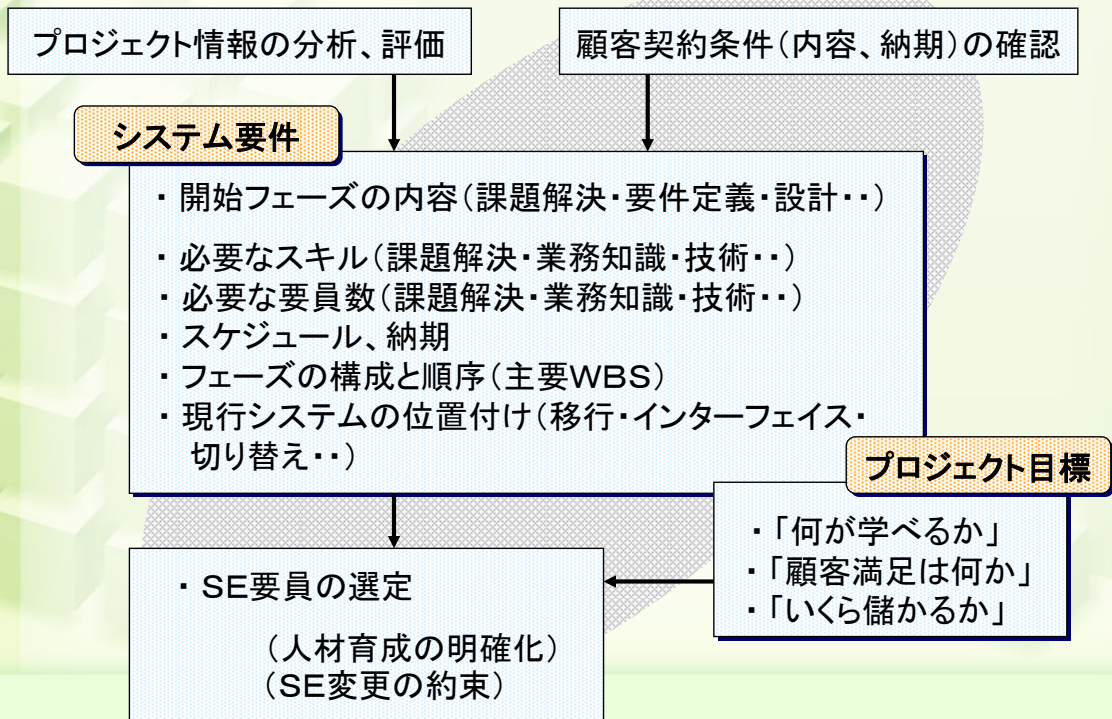 プロジェクト情報の分析、評価
顧客契約条件(内容、納期)の確認
システム要件
・開始フェーズの内容(課題解決・要件定義・設計・・)
・必要なスキル(課題解決・業務知識・技術・・)
・必要な要員数(課題解決・業務知識・技術・・)
・スケジュール、納期
・フェーズの構成と順序(主要WBS)
・現行システムの位置付け(移行・インターフェイス・
切り替え・・)
プロジェクト目標
・「何が学べるか」
・「顧客満足は何か」
・「いくら儲かるか」
・SE要員の選定
(人材育成の明確化)
(SE変更の約束)